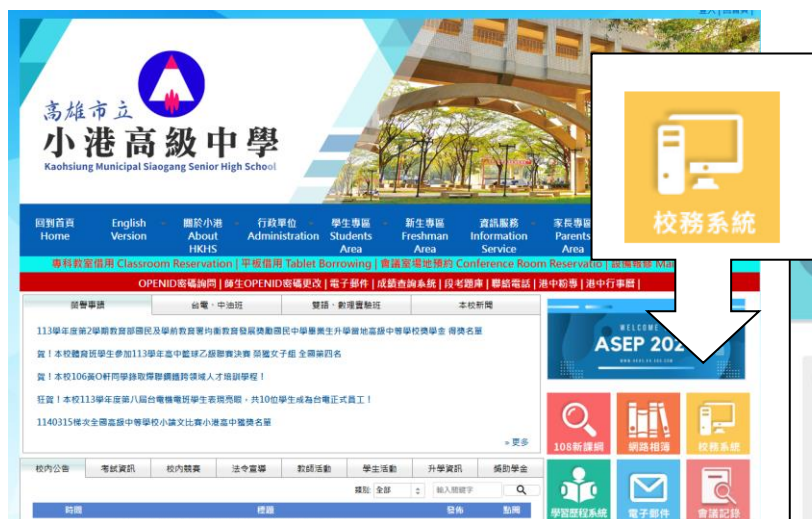 登入 | 回首頁 |
高雄市立
小港高級中學
Kaohsiung Municipal Siaogang Senior High School
回到首頁 English 關於小港 行政單位 學生專區 新生專區 資訊服務 家長專區
Home Version About Administration Students Freshman Information Parents
HKHS Area Area Service Area
專科教室借用 Classroom Reservation | 平板借用 Tablet Borrowing | 會議室場地預約 Conference Room Reservatio | 設備報修 Mai
OPENID密碼詢問 | 師生OPENID密碼更改 | 電子郵件 | 成績查詢系統 | 段考題庫 | 聯絡電話 | 港中粉專 | 港中行事曆 |
榮譽事蹟 台電、中油班 雙語、數理實驗班 本校新聞
113學年度第2學期教育部國民及學前教育署均衡教育發展獎勵國民中學畢業生升學當地高級中等學校獎學金 得獎名單
賀!本校體育班學生參加113學年高中籃球乙級聯賽決賽 榮獲女子組 全國第四名
賀!本校106黃O軒同學錄取燁聯鋼鐵跨領域人才培訓學程!
狂賀!本校113學年度第八屆台電機電班學生表現亮眼,共10位學生成為台電正式員工!
1140315梯次全國高級中等學校小論文比賽小港高中獲獎名單
» 更多
WELCOME
ASEP 202
108新課綱 網路相簿 校務系統
校內公告 考試資訊 校內競賽 法令宣導 教師活動 學生活動 升學資訊 獎助學金
類別: 全部 輸入關鍵字
時間 標題 發佈 點閱
學習歷程系統 電子郵件 會議記錄
校務系統